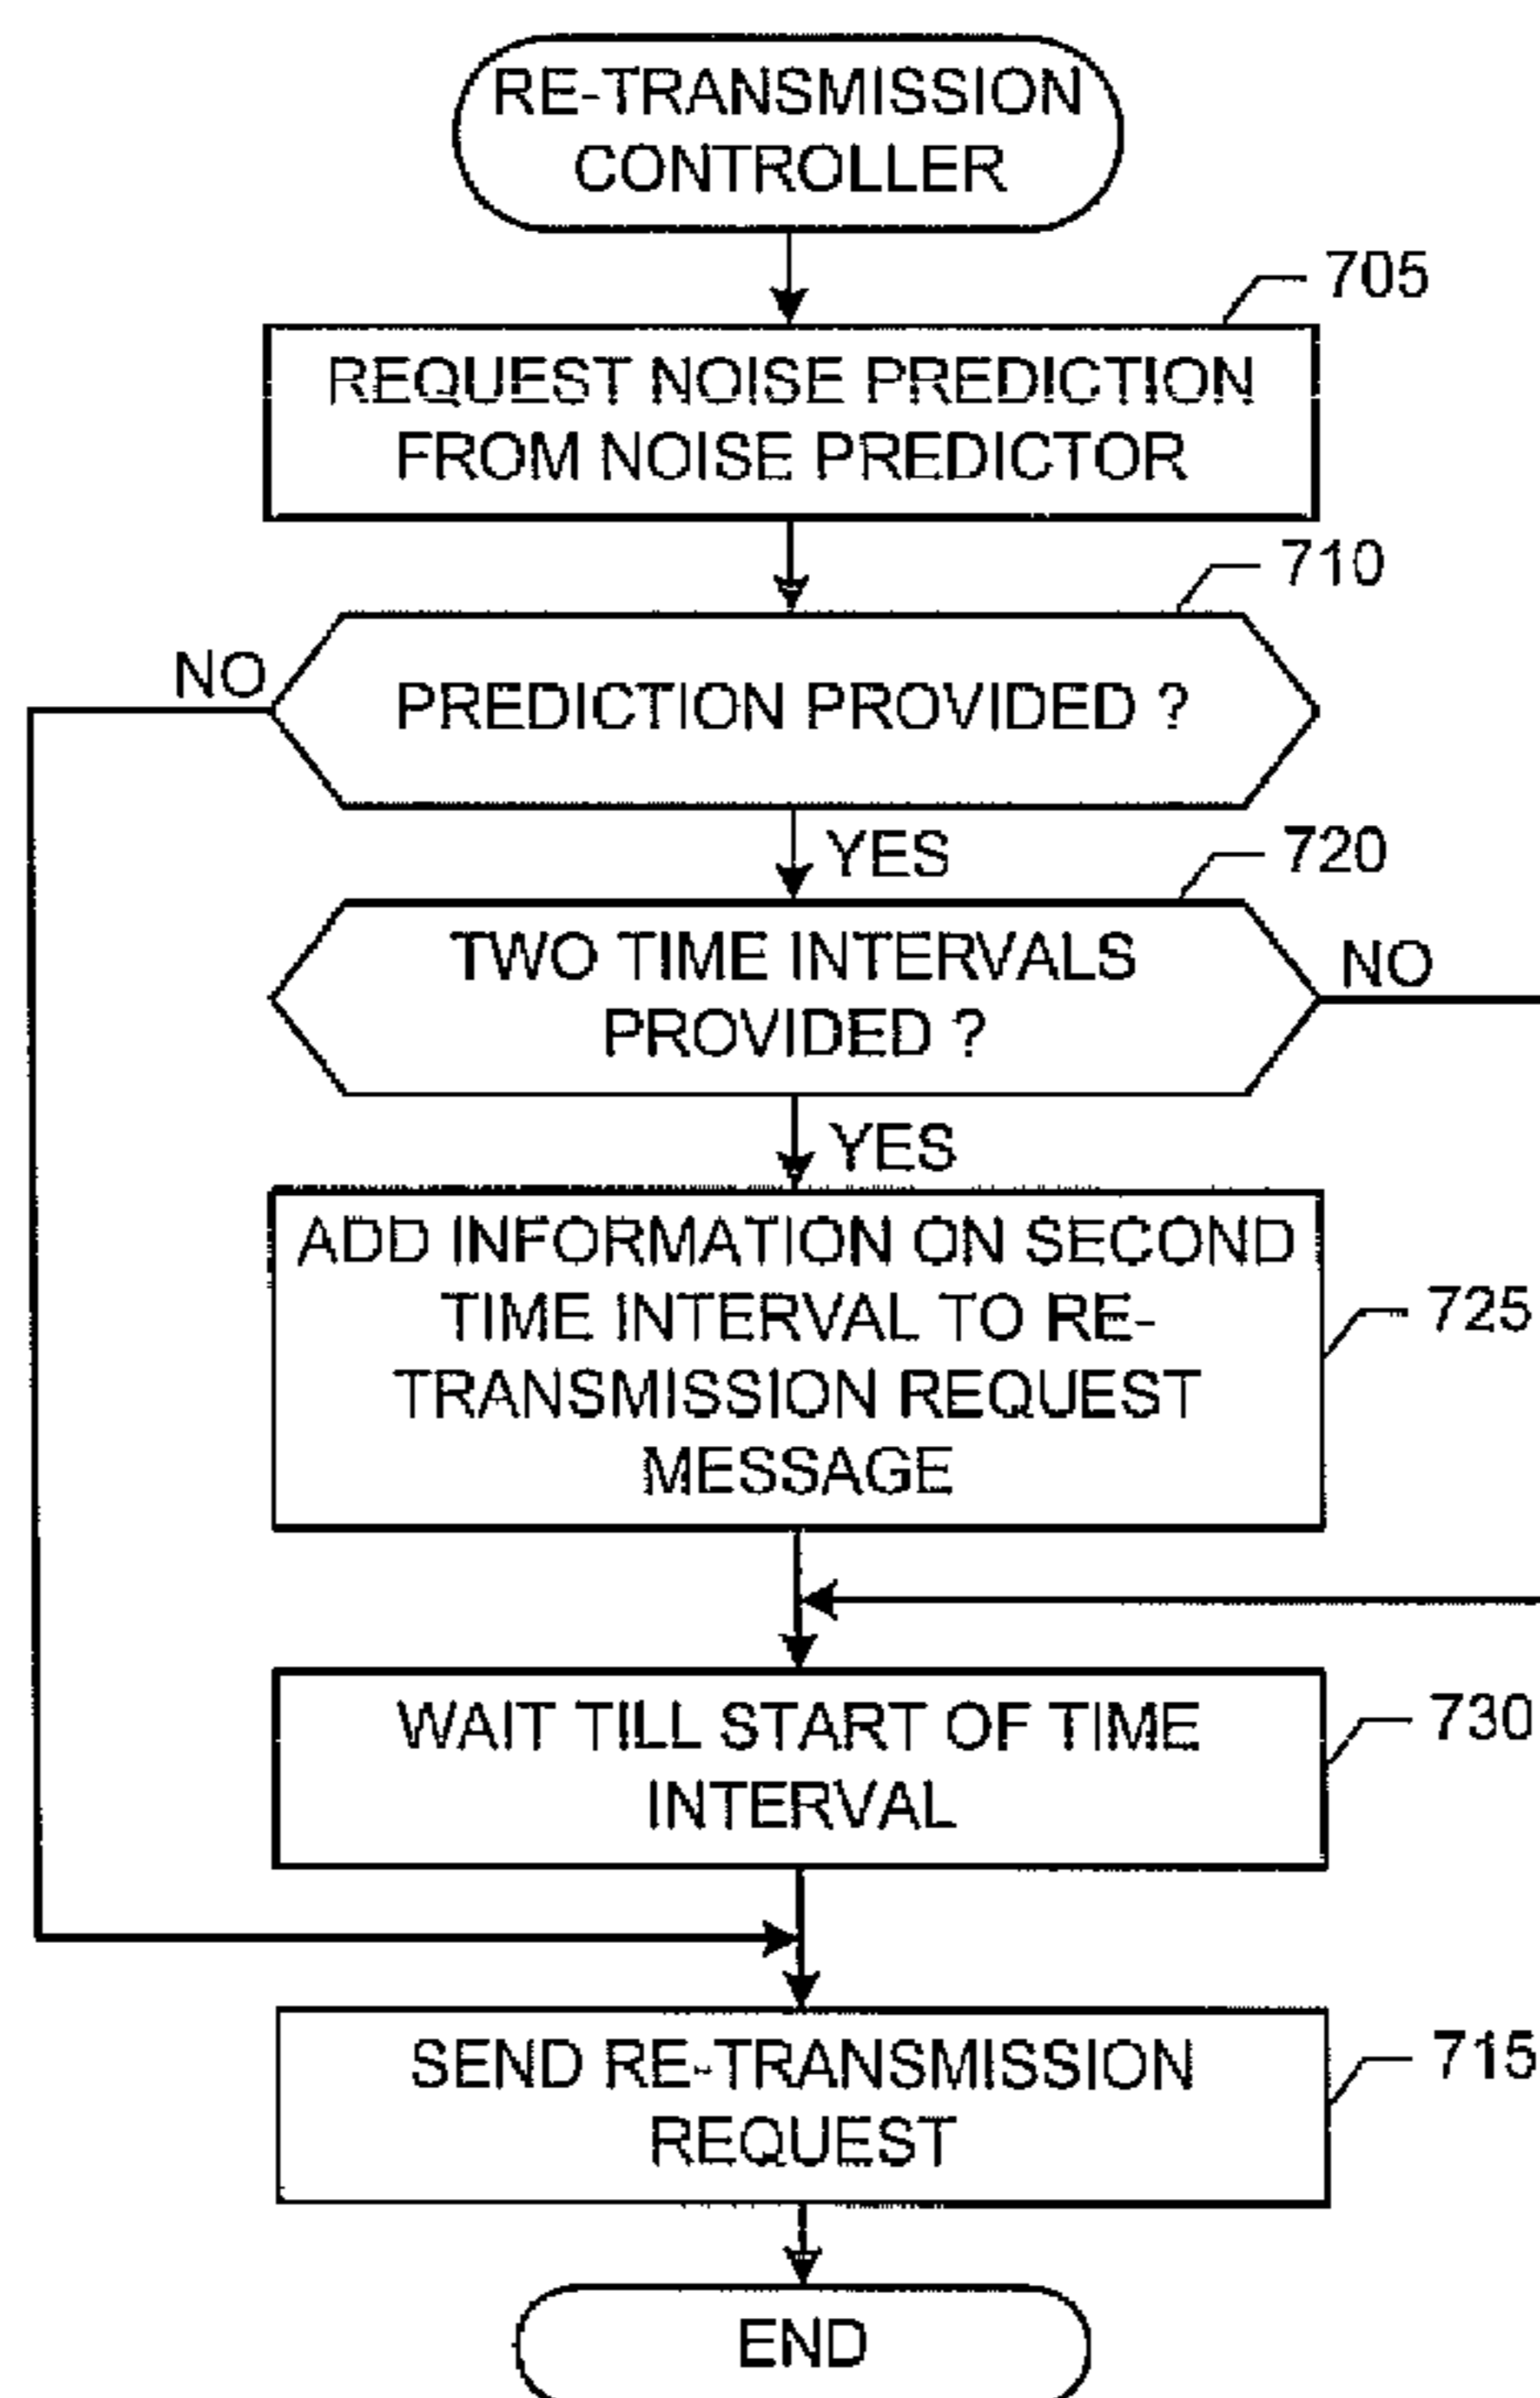 RE-TRANSMISSION
CONTROLLER
705
REQUEST NOISE PREDICTION
FROM NOISE PREDICTOR
710
NO
PREDICTION PROVIDED ?
YES
720
TWO TIME INTERVALS
PROVIDED ?
NO
YES
ADD INFORMATION ON SECOND
TIME INTERVAL TO RE-
TRANSMISSION REQUEST
MESSAGE
725
WAIT TILL START OF TIME
INTERVAL
730
SEND RE-TRANSMISSION
REQUEST
715
END